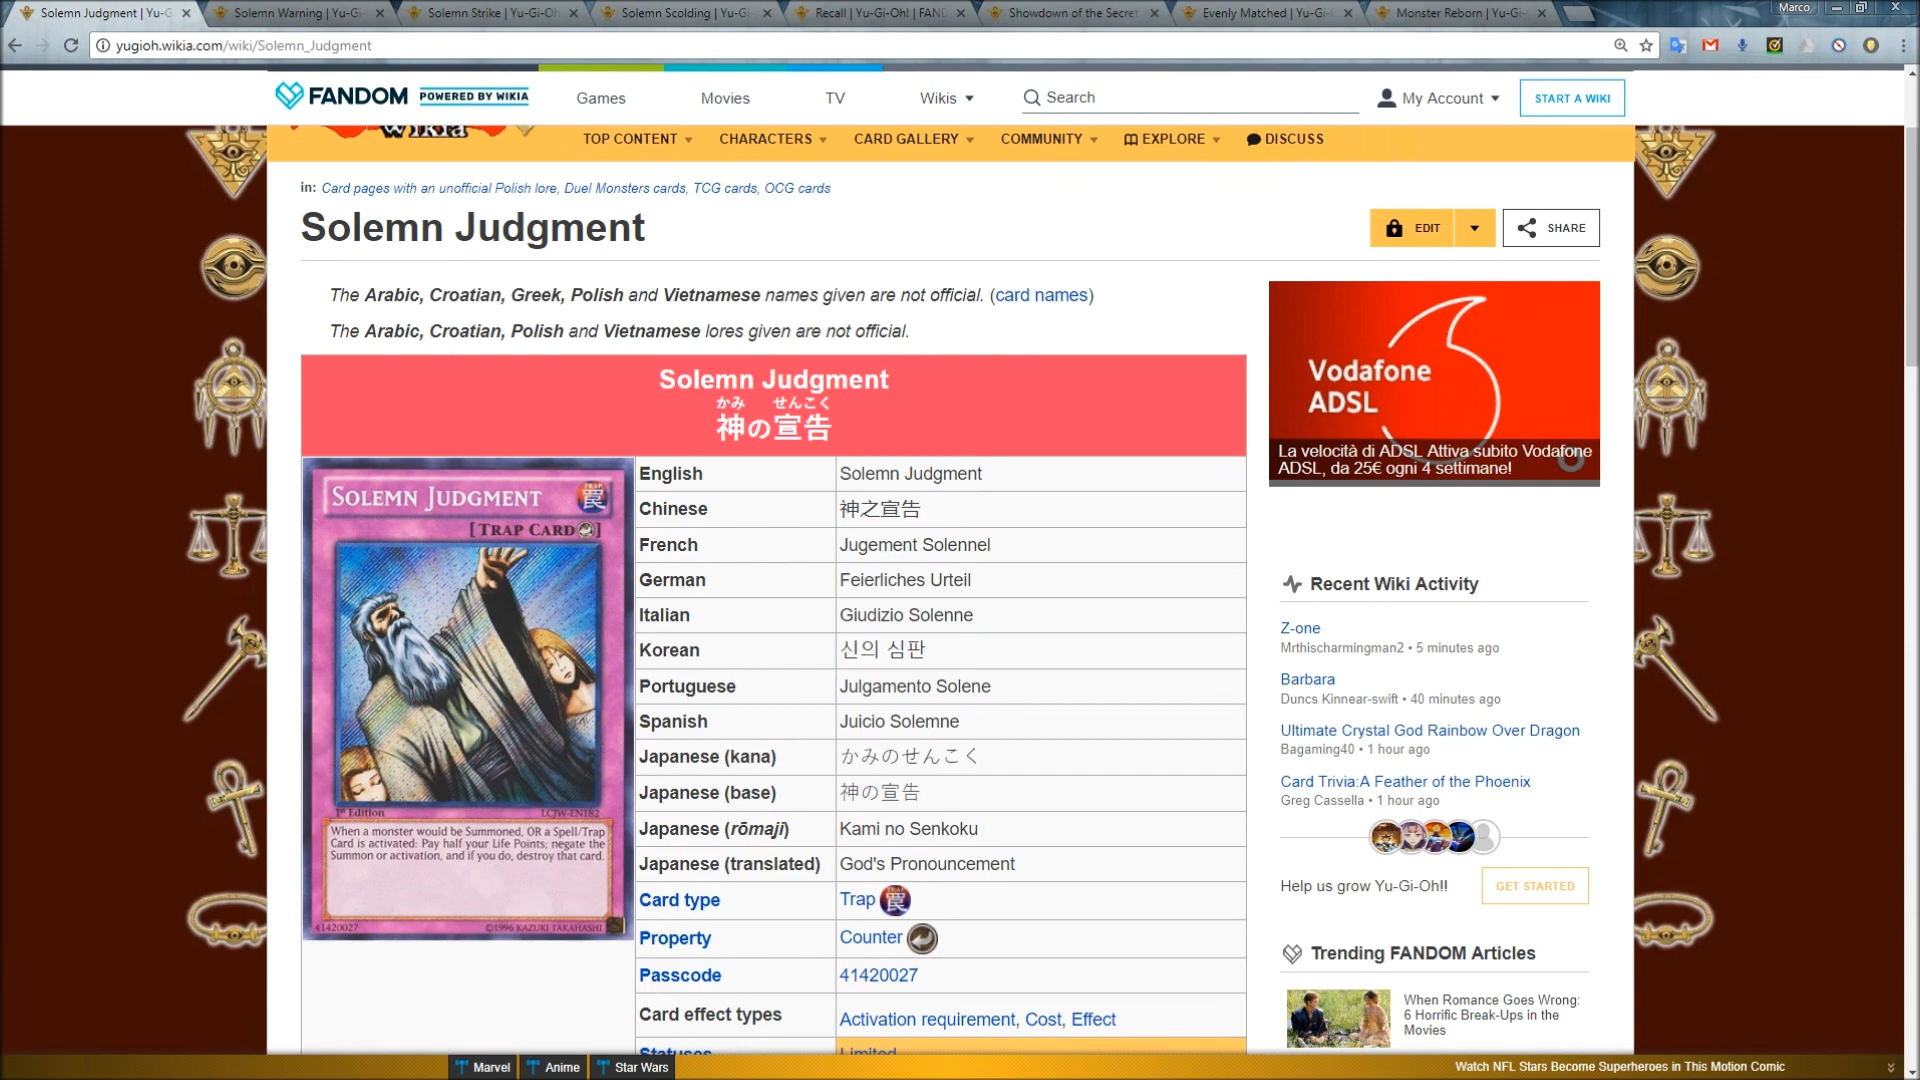 Solemn Judgment | Yu-G
Solemn Warning | Yu-Gi-
Solemn Strike | Yu-Gi-Oh
Solemn Scolding | Yu-Gi-
Recall | Yu-Gi-Oh! | FAND
Showdown of the Secret
Evenly Matched | Yu-Gi-
Monster Reborn | Yu-Gi-
Marco
yugioh.wikia.com/wiki/Solemn_Judgment
FANDOM POWERED BY WIKIA
Games
Movies
TV
Wikis
Search
My Account
START A WIKI
Wikia
TOP CONTENT
CHARACTERS
CARD GALLERY
COMMUNITY
EXPLORE
DISCUSS
in: Card pages with an unofficial Polish lore, Duel Monsters cards, TCG cards, OCG cards
Solemn Judgment
EDIT
SHARE
The Arabic, Croatian, Greek, Polish and Vietnamese names given are not official. (card names)
The Arabic, Croatian, Polish and Vietnamese lores given are not official.
Solemn Judgment
かみ せんこく
神の宣告
SOLEMN JUDGMENT
TRAP
罠
[TRAP CARD]
1st Edition
LCJW-EN182
When a monster would be Summoned, OR a Spell/Trap
Card is activated: Pay half your Life Points; negate the
Summon or activation, and if you do, destroy that card.
41420027
©1996 KAZUKI TAKAHASHI
English Solemn Judgment
Chinese 神之宣告
French Jugement Solennel
German Feierliches Urteil
Italian Giudizio Solenne
Korean 신의 심판
Portuguese Julgamento Solene
Spanish Juicio Solemne
Japanese (kana) かみのせんこく
Japanese (base) 神の宣告
Japanese (rōmaji) Kami no Senkoku
Japanese (translated) God's Pronouncement
Card type Trap
Property Counter
Passcode 41420027
Card effect types Activation requirement, Cost, Effect
Statuses Limited
Vodafone
ADSL
La velocità di ADSL Attiva subito Vodafone
ADSL, da 25€ ogni 4 settimane!
Recent Wiki Activity
Z-one
Mrthischarmingman2 • 5 minutes ago
Barbara
Duncs Kinnear-swift • 40 minutes ago
Ultimate Crystal God Rainbow Over Dragon
Bagaming40 • 1 hour ago
Card Trivia:A Feather of the Phoenix
Greg Cassella • 1 hour ago
Help us grow Yu-Gi-Oh!!
GET STARTED
Trending FANDOM Articles
When Romance Goes Wrong:
6 Horrific Break-Ups in the
Movies
Marvel
Anime
Star Wars
Watch NFL Stars Become Superheroes in This Motion Comic